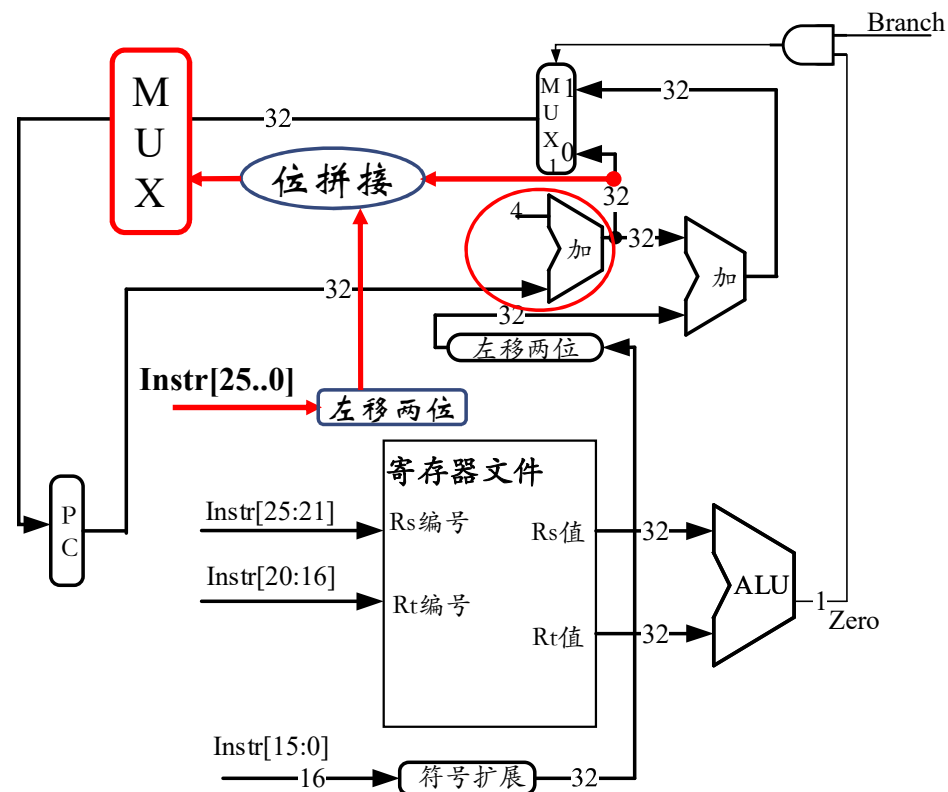 Branch
MUX
MUX1
1
0
32
32
位拼接
32
4
加
32
加
32
32
左移两位
Instr[25..0]
左移两位
寄存器文件
PC
Instr[25:21]
Rs编号
Rs值
32
Instr[20:16]
Rt编号
Rt值
32
ALU
1
Zero
Instr[15:0]
16
符号扩展
32